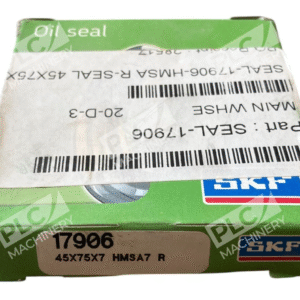 Oil seal
SEAL-17906-HMSA R-SEAL 45X75X
MAIN WHSE
20-D-3
Part : SEAL-17906
SKF
17906
45X75X7 HMSA7 R
SKF
PLC
MACHINERY